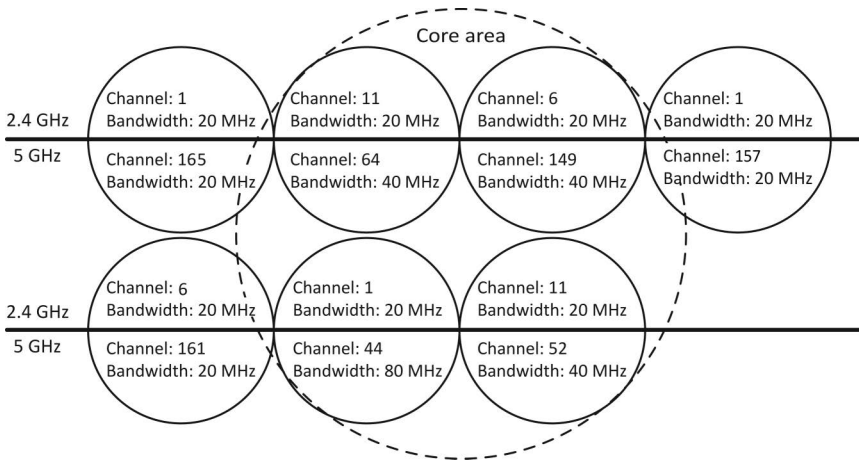 Core area
2.4 GHz
5 GHz
Channel: 1
Bandwidth: 20 MHz
Channel: 165
Bandwidth: 20 MHz
Channel: 11
Bandwidth: 20 MHz
Channel: 64
Bandwidth: 40 MHz
Channel: 6
Bandwidth: 20 MHz
Channel: 149
Bandwidth: 40 MHz
Channel: 1
Bandwidth: 20 MHz
Channel: 157
Bandwidth: 20 MHz
2.4 GHz
5 GHz
Channel: 6
Bandwidth: 20 MHz
Channel: 161
Bandwidth: 20 MHz
Channel: 1
Bandwidth: 20 MHz
Channel: 44
Bandwidth: 80 MHz
Channel: 11
Bandwidth: 20 MHz
Channel: 52
Bandwidth: 40 MHz